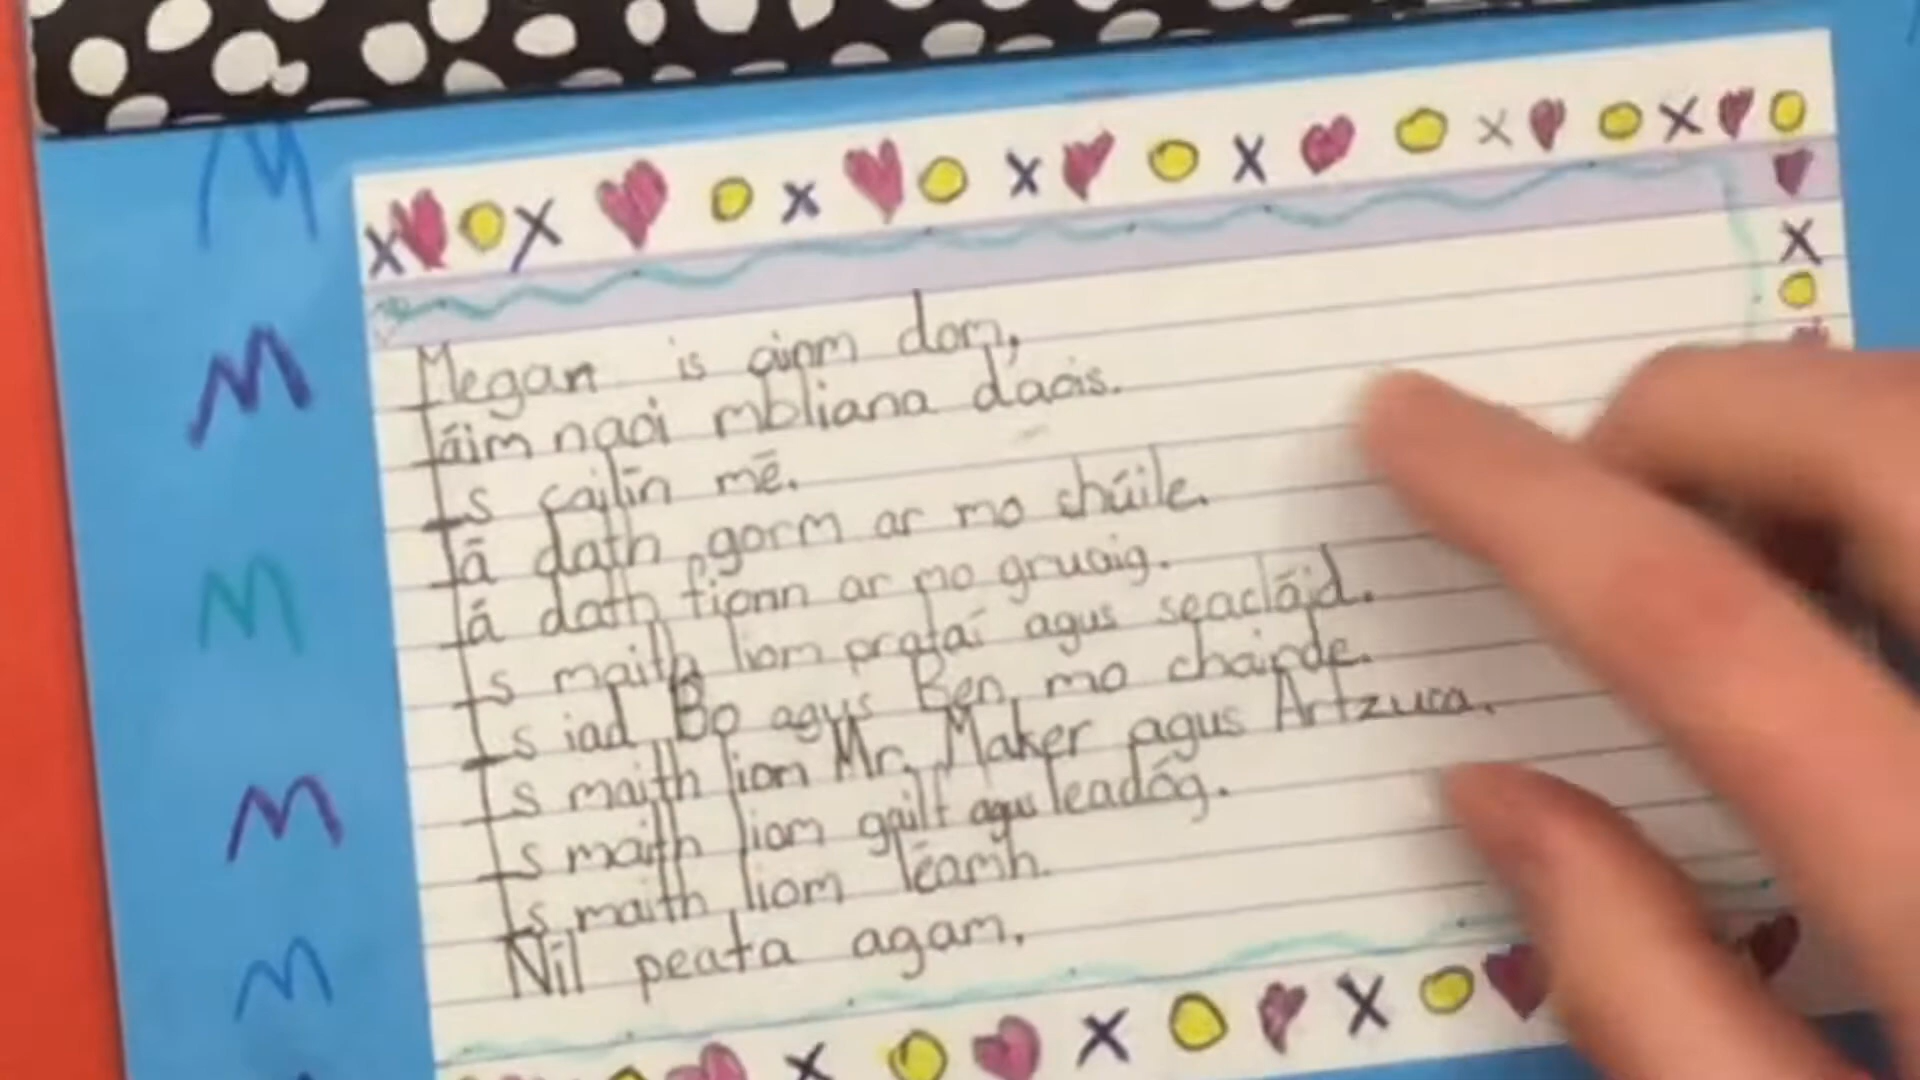 Megan is ainm dom,
Táim naoi mbliana d'aois.
Is cailín mé.
Tá dath gorm ar mo shúile.
Tá dath fionn ar mo gruaig.
Is maith liom prataí agus seacláid.
Is iad Bo agus Ben mo chairde.
Is maith liom Mr. Maker agus Artzuca.
Is maith liom gailf agus leadóg.
Is maith liom léamh.
Níl peata agam.
M
M
M
M
M